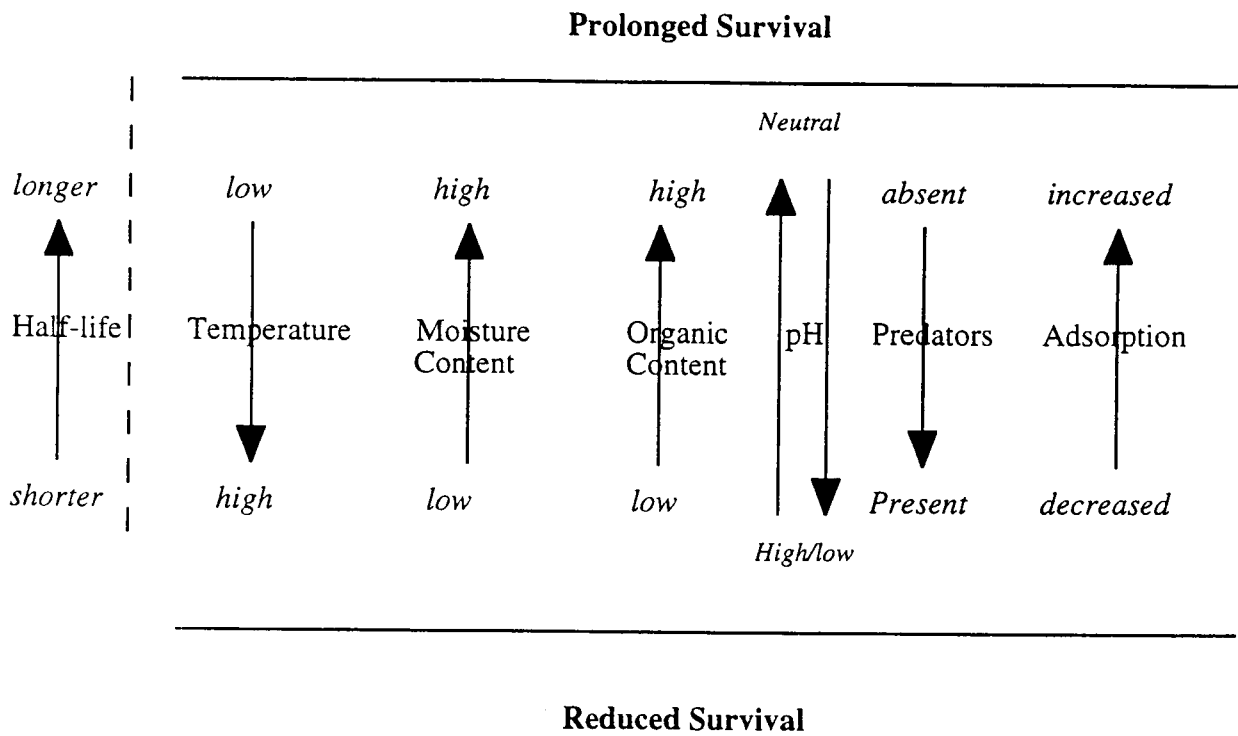 Prolonged Survival
Neutral
longer low high high absent increased
Half-life Temperature Moisture Organic pH Predators Adsorption
Content Content
shorter high low low Present decreased
High/low
Reduced Survival